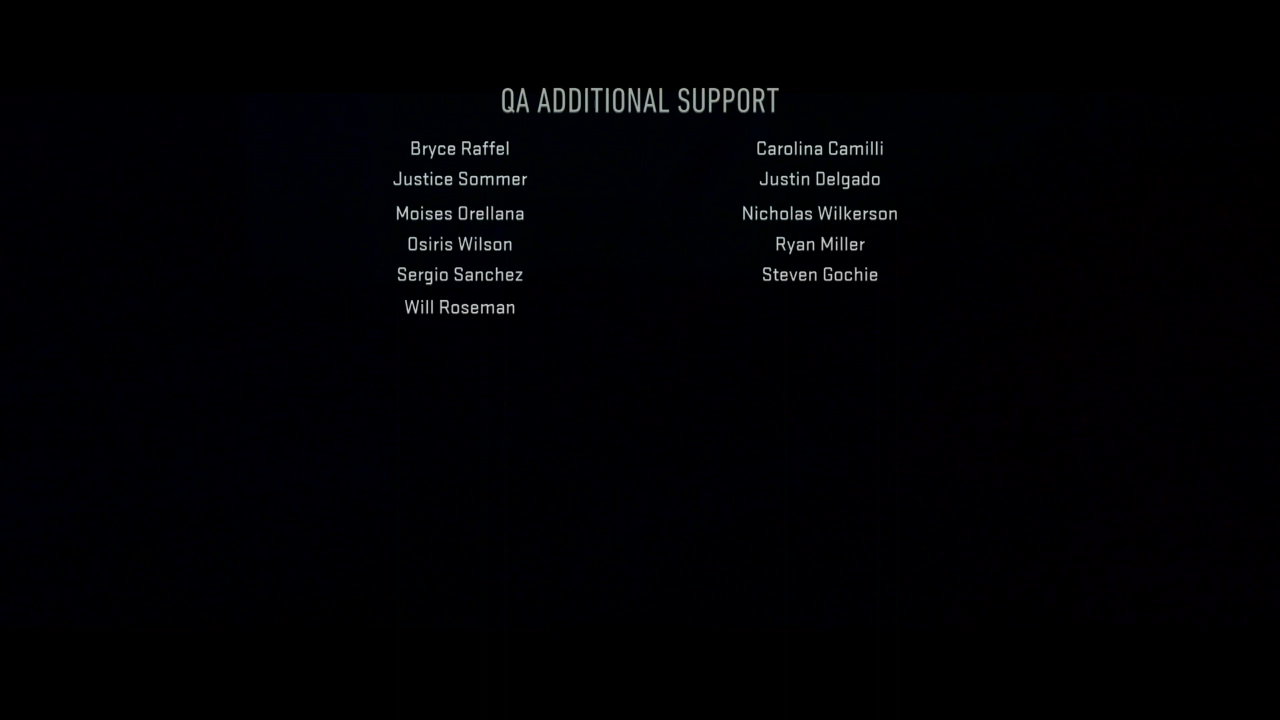 QA ADDITIONAL SUPPORT
Bryce Raffel Carolina Camilli
Justice Sommer Justin Delgado
Moises Orellana Nicholas Wilkerson
Osiris Wilson Ryan Miller
Sergio Sanchez Steven Gochie
Will Roseman